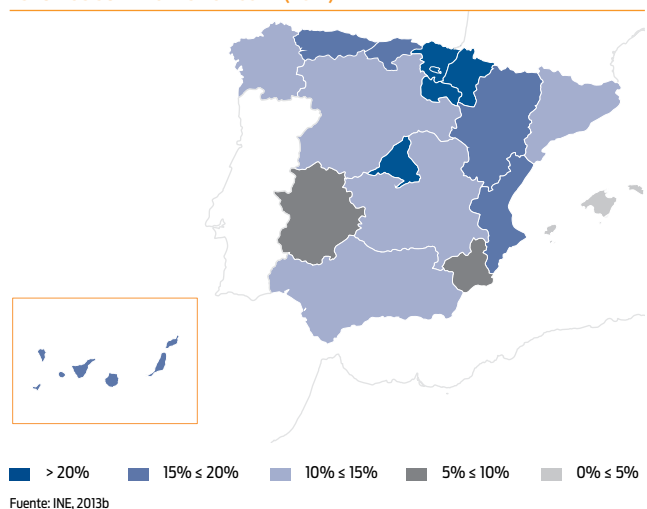 > 20%
15% ≤ 20%
10% ≤ 15%
5% ≤ 10%
0% ≤ 5%
Fuente: INE, 2013b